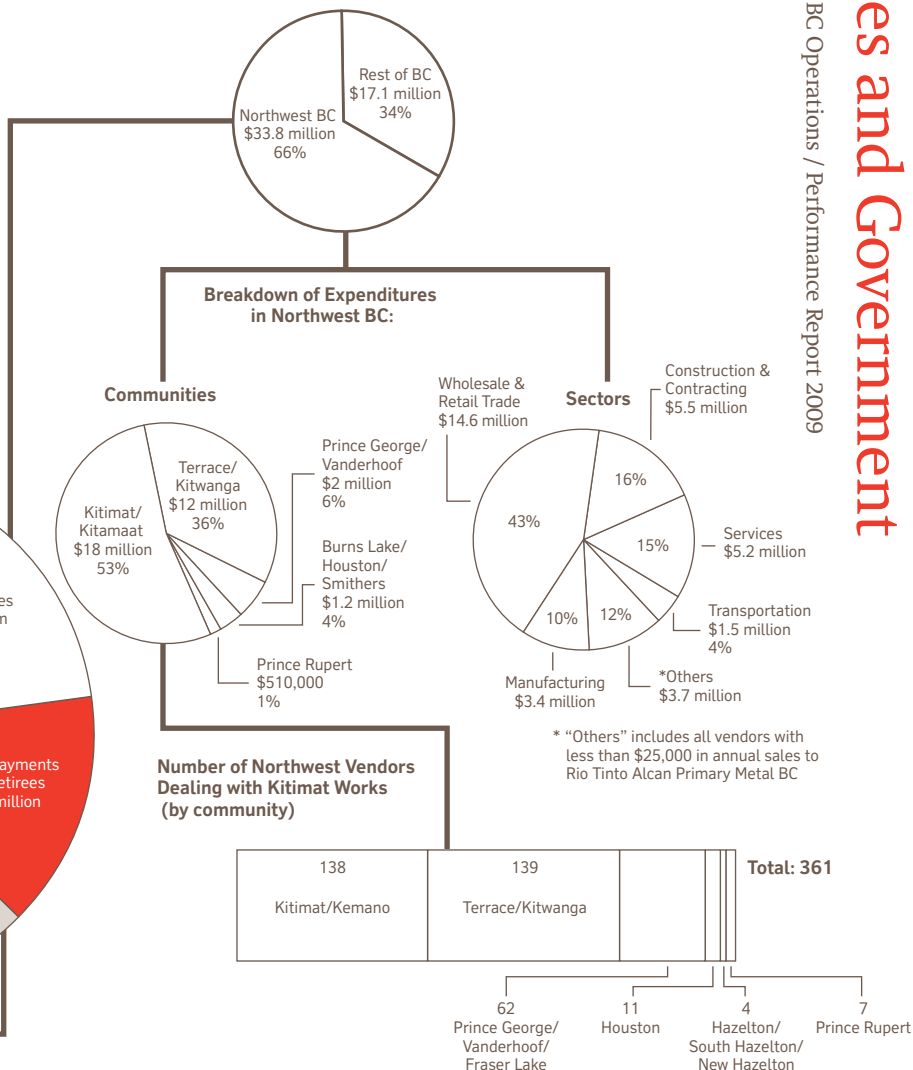 es and Government
BC Operations / Performance Report 2009
Rest of BC
$17.1 million
34%
Northwest BC
$33.8 million
66%
Breakdown of Expenditures
in Northwest BC:
Communities
Terrace/
Kitwanga
$12 million
36%
Kitimat/
Kitamaat
$18 million
53%
Prince George/
Vanderhoof
$2 million
6%
Burns Lake/
Houston/
Smithers
$1.2 million
4%
Prince Rupert
$510,000
1%
Sectors
Wholesale &
Retail Trade
$14.6 million
43%
Construction &
Contracting
$5.5 million
16%
Services
$5.2 million
15%
Transportation
$1.5 million
4%
*Others
$3.7 million
12%
Manufacturing
$3.4 million
10%
* “Others” includes all vendors with
less than $25,000 in annual sales to
Rio Tinto Alcan Primary Metal BC
es
m
ayments
etirees
million
Number of Northwest Vendors
Dealing with Kitimat Works
(by community)
138
Kitimat/Kemano
139
Terrace/Kitwanga
Total: 361
62
Prince George/
Vanderhoof/
Fraser Lake
11
Houston
4
Hazelton/
South Hazelton/
New Hazelton
7
Prince Rupert